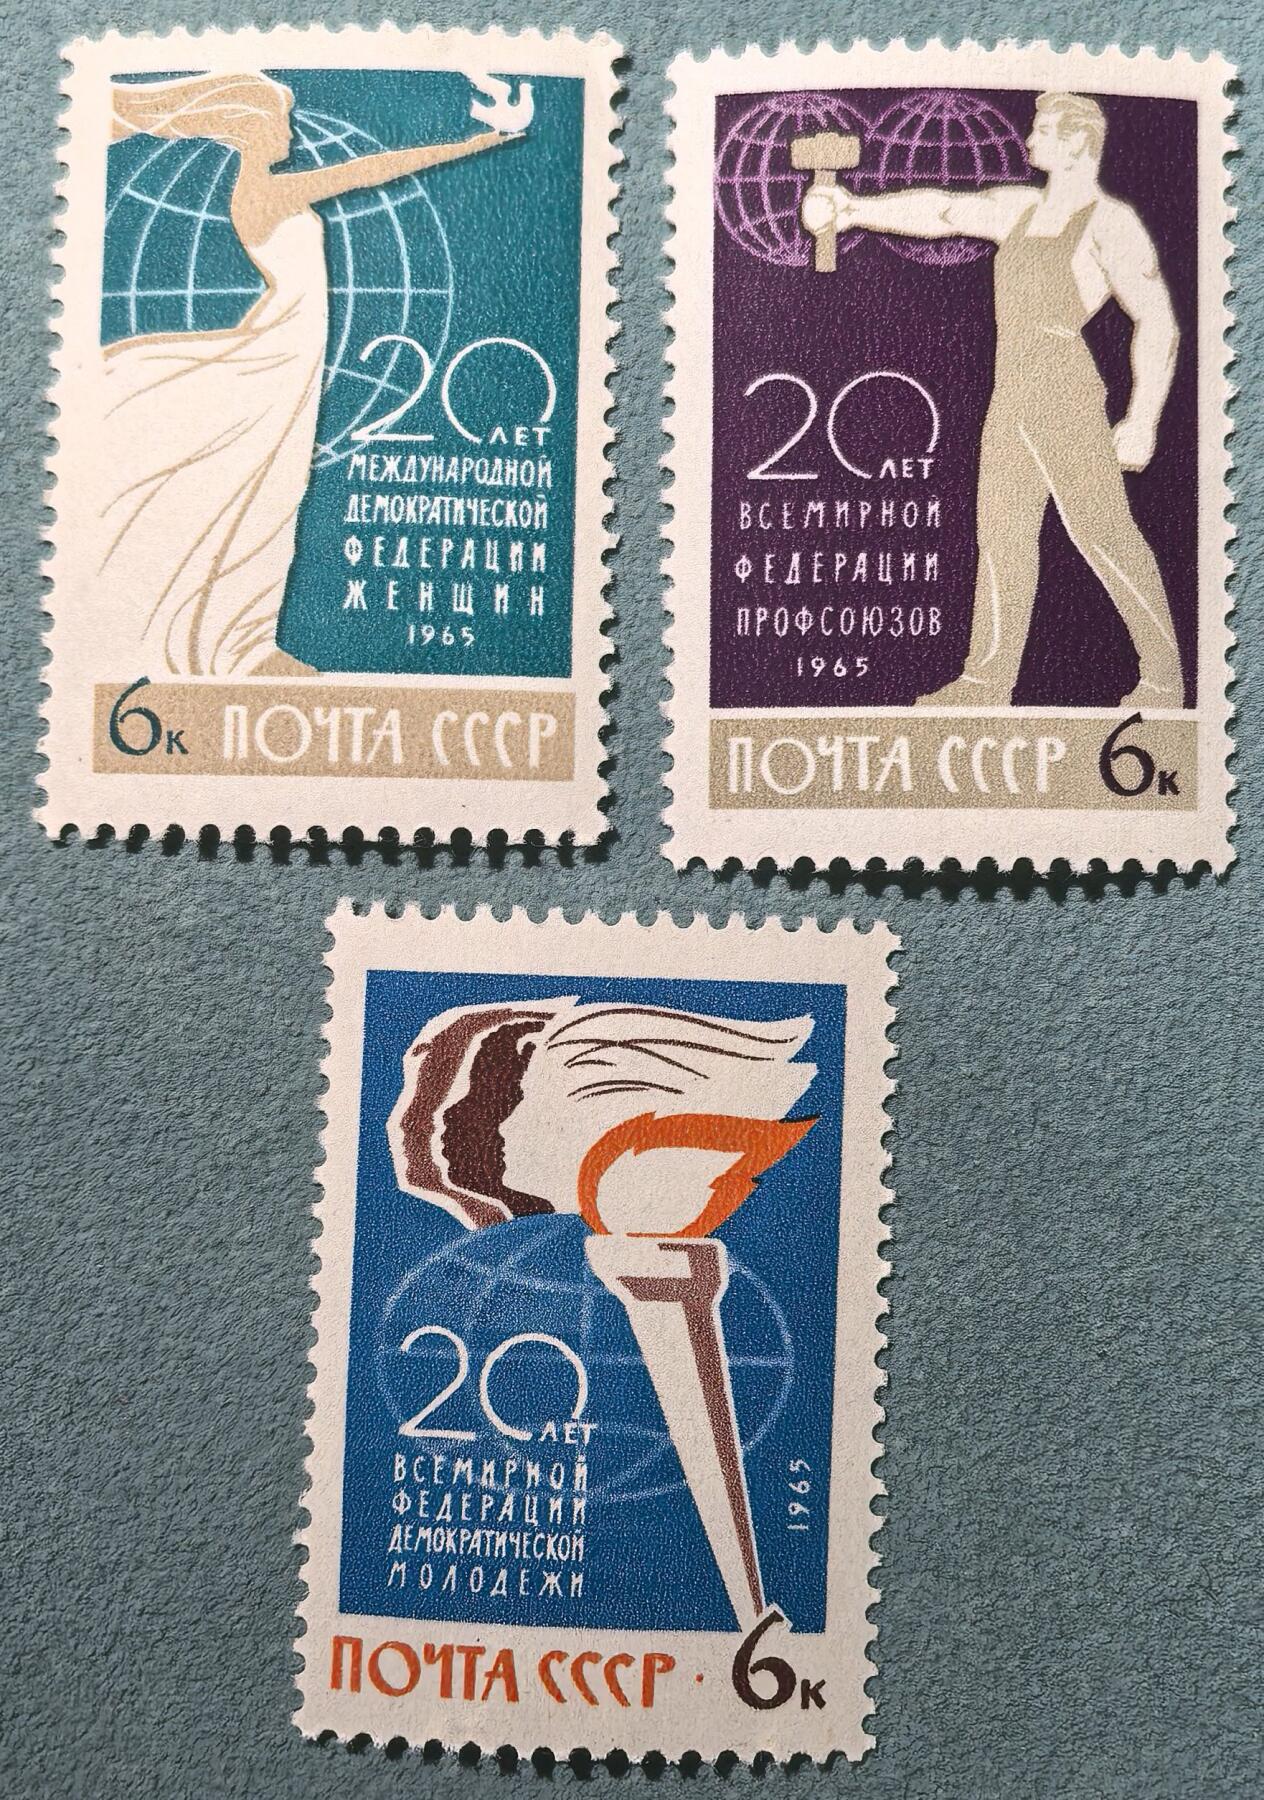 20
ЛЕТ
МЕЖДУНАРОДНОЙ
ДЕМОКРАТИЧЕСКОЙ
ФЕДЕРАЦИИ
ЖЕНЩИН
1965
6к ПОЧТА СССР
20
ЛЕТ
ВСЕМИРНОЙ
ФЕДЕРАЦИИ
ПРОФСОЮЗОВ
1965
ПОЧТА СССР 6к
20
ЛЕТ
ВСЕМИРНОЙ
ФЕДЕРАЦИИ
ДЕМОКРАТИЧЕСКОЙ
МОЛОДЕЖИ
1965
ПОЧТА СССР · 6к